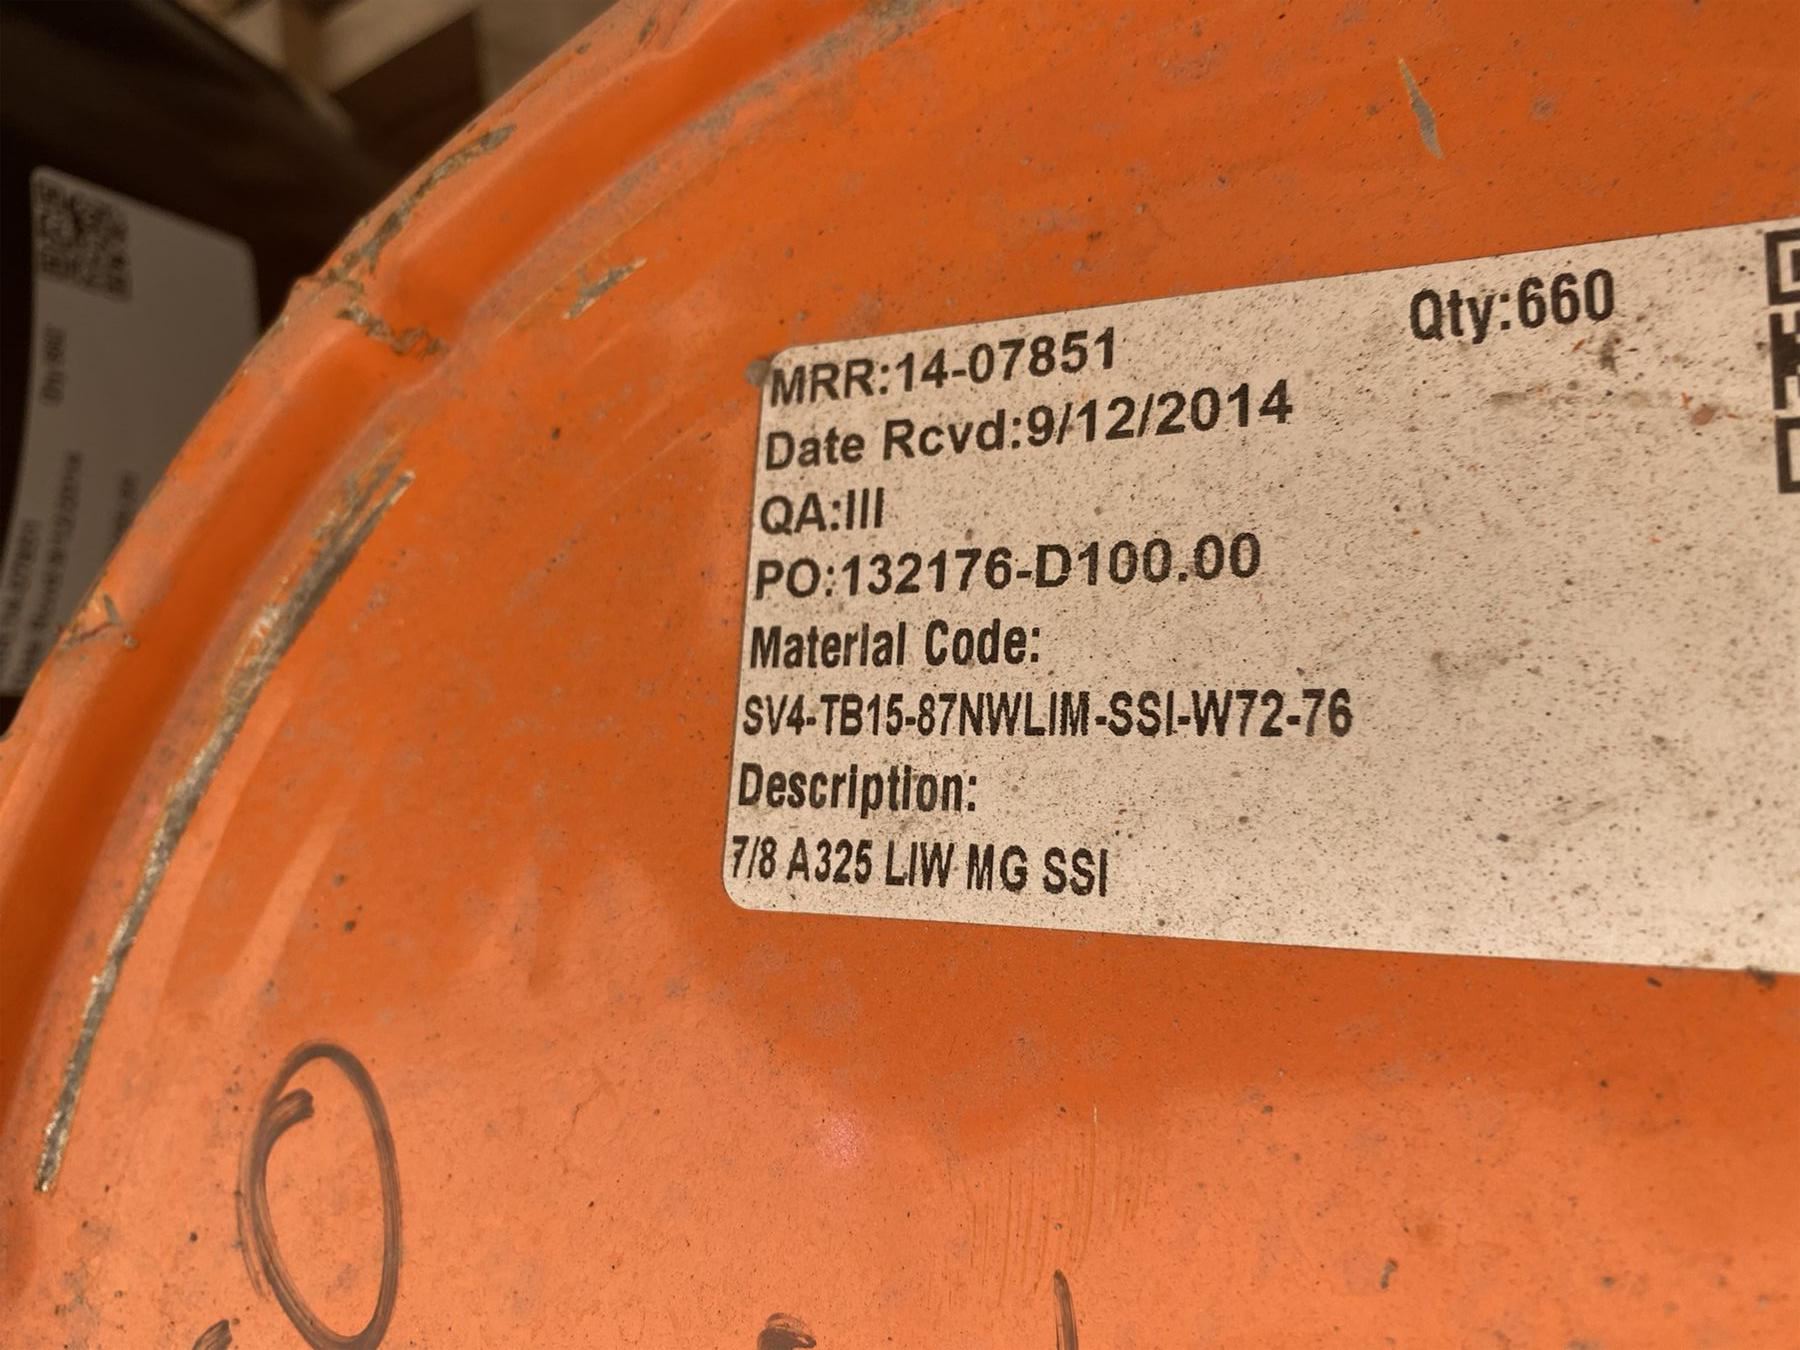 MRR:14-07851
Qty:660
Date Rcvd:9/12/2014
QA:III
PO:132176-D100.00
Material Code:
SV4-TB15-87NWLIM-SSI-W72-76
Description:
7/8 A325 LIW MG SSI